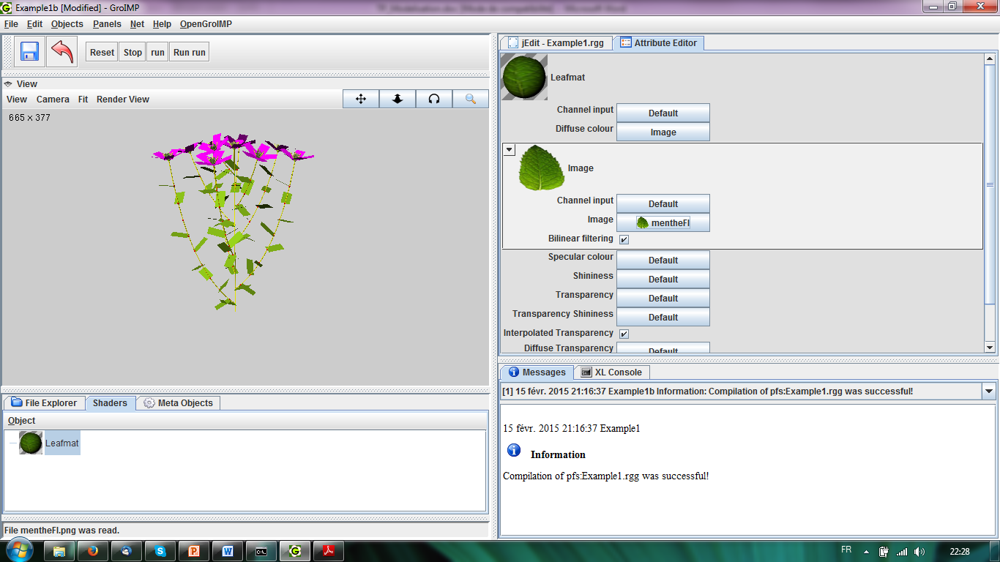 Example1b [Modified] - GroIMP
File Edit Objects Panels Net Help OpenGroIMP
Reset Stop run Run run
View
View Camera Fit Render View
665 x 377
File Explorer Shaders Meta Objects
Object
Leafmat
File mentheFl.png was read.
jEdit - Example1.rgg Attribute Editor
Leafmat
Channel input Default
Diffuse colour Image
Image
Channel input Default
Image mentheFl
Bilinear filtering
Specular colour Default
Shininess Default
Transparency Default
Transparency Shininess Default
Interpolated Transparency
Diffuse Transparency Default
Messages XL Console
[1] 15 févr. 2015 21:16:37 Example1b Information: Compilation of pfs:Example1.rgg was successful!
15 févr. 2015 21:16:37 Example1
Information
Compilation of pfs:Example1.rgg was successful!
FR 22:28